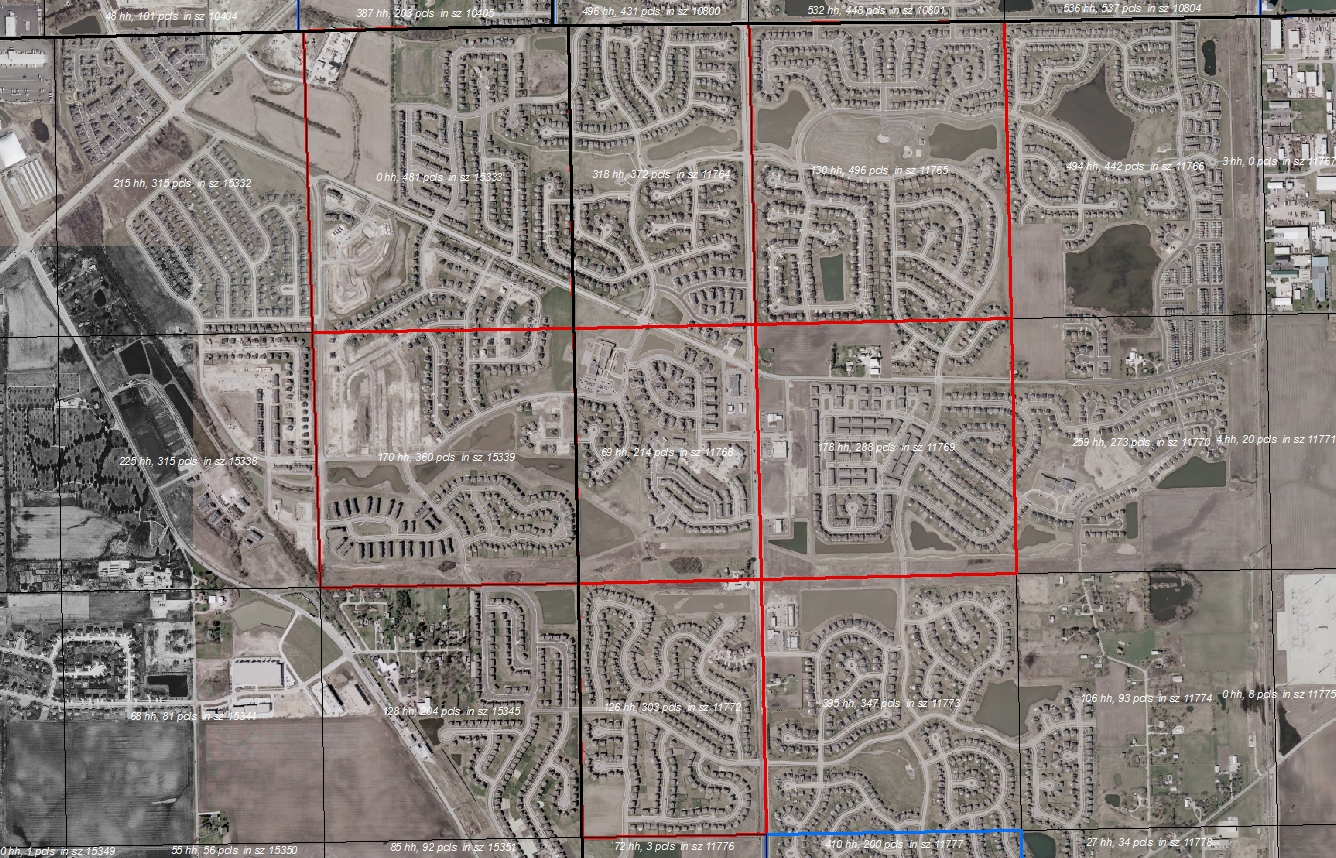 48 hh, 101 pcls in sz 10404
387 hh, 203 pcls in sz 10405
496 hh, 431 pcls in sz 10800
532 hh, 448 pcls in sz 10801
536 hh, 537 pcls in sz 10804
215 hh, 315 pcls in sz 15332
0 hh, 481 pcls in sz 15333
318 hh, 372 pcls in sz 11764
130 hh, 496 pcls in sz 11765
494 hh, 442 pcls in sz 11766
3 hh, 0 pcls in sz 11767
225 hh, 315 pcls in sz 15338
170 hh, 360 pcls in sz 15339
69 hh, 214 pcls in sz 11768
178 hh, 288 pcls in sz 11769
259 hh, 273 pcls in sz 11770
4 hh, 20 pcls in sz 11771
68 hh, 81 pcls in sz 15344
128 hh, 204 pcls in sz 15345
126 hh, 303 pcls in sz 11772
395 hh, 347 pcls in sz 11773
106 hh, 93 pcls in sz 11774
0 hh, 8 pcls in sz 11775
0 hh, 1 pcls in sz 15349
55 hh, 56 pcls in sz 15350
85 hh, 92 pcls in sz 15351
72 hh, 3 pcls in sz 11776
410 hh, 200 pcls in sz 11777
27 hh, 34 pcls in sz 11778